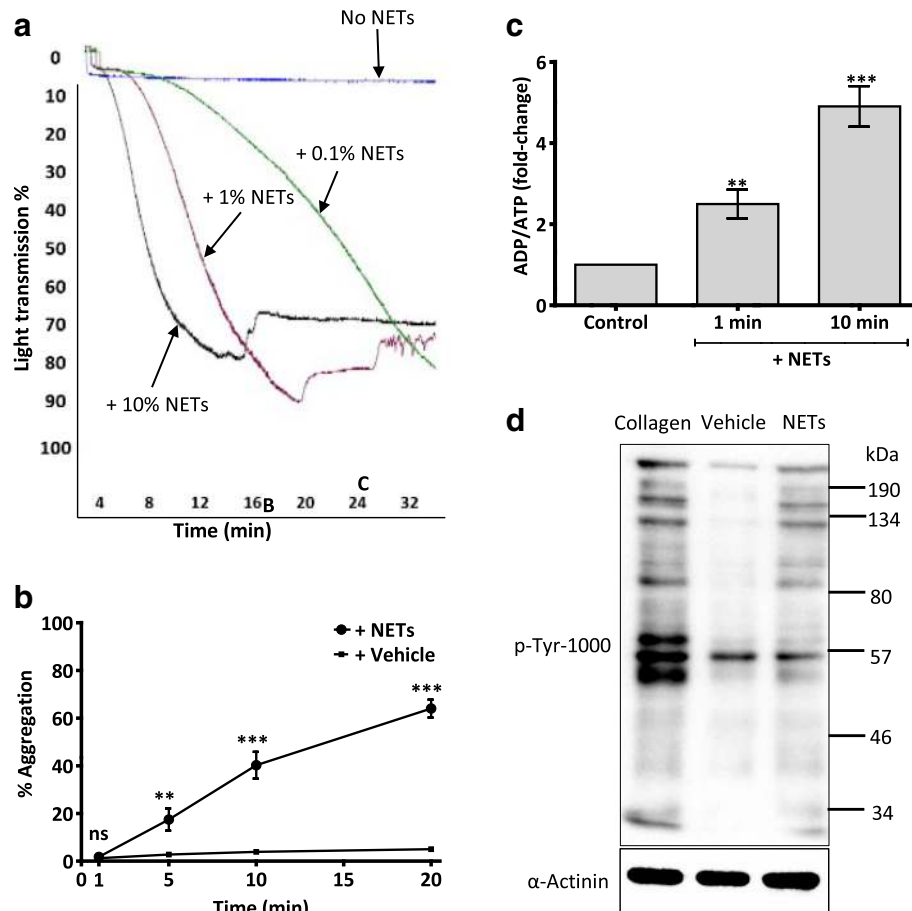 a
No NETs
0
10
20
30
40
50
60
70
80
90
100
Light transmission %
+ 0.1% NETs
+ 1% NETs
+ 10% NETs
4 8 12 16 B 20 24 C 32
Time (min)
b
100
80
60
40
20
0
% Aggregation
+ NETs
+ Vehicle
ns
**
***
***
0 1 5 10 15 20
Time (min)
c
6
4
2
0
ADP/ATP (fold-change)
**
***
Control 1 min 10 min
+ NETs
d
Collagen Vehicle NETs
kDa
190
134
80
57
46
34
p-Tyr-1000
α-Actinin